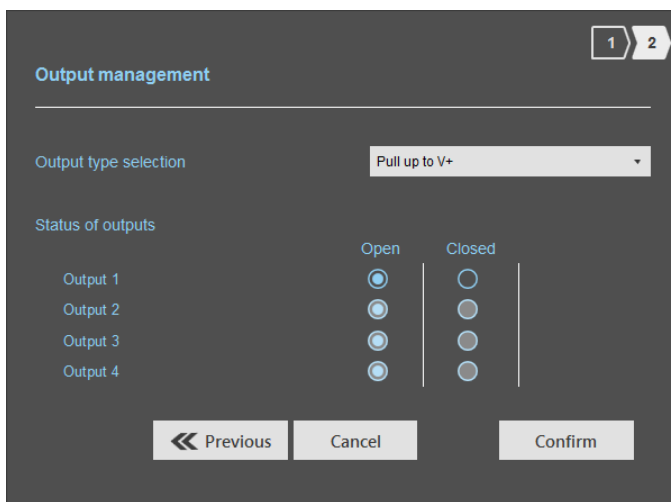 1 2
Output management
Output type selection Pull up to V+
Status of outputs
Open Closed
Output 1
Output 2
Output 3
Output 4
Previous Cancel Confirm